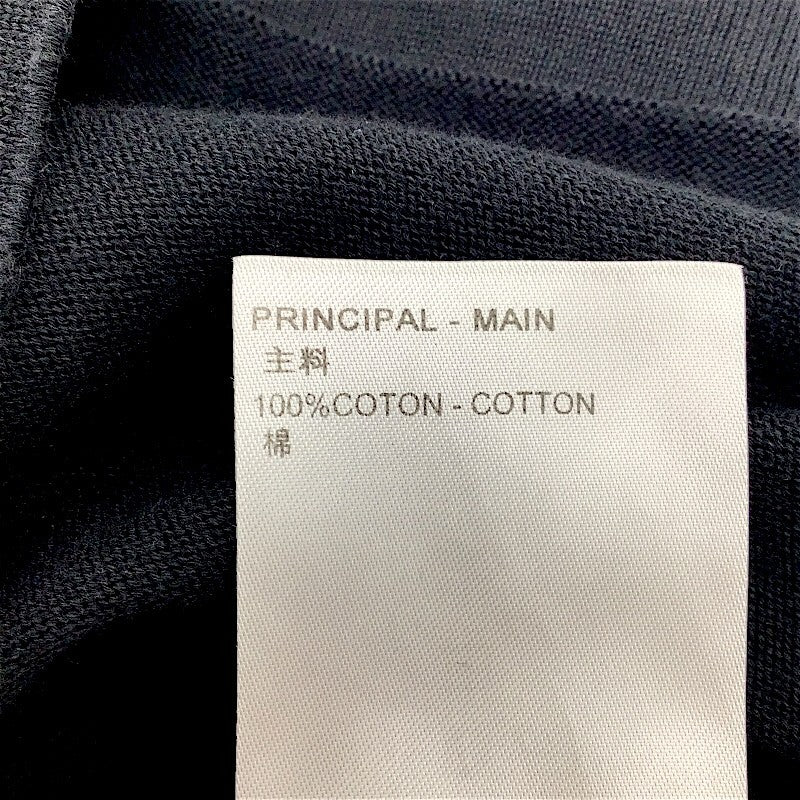 PRINCIPAL - MAIN
主料
100%COTON - COTTON
棉